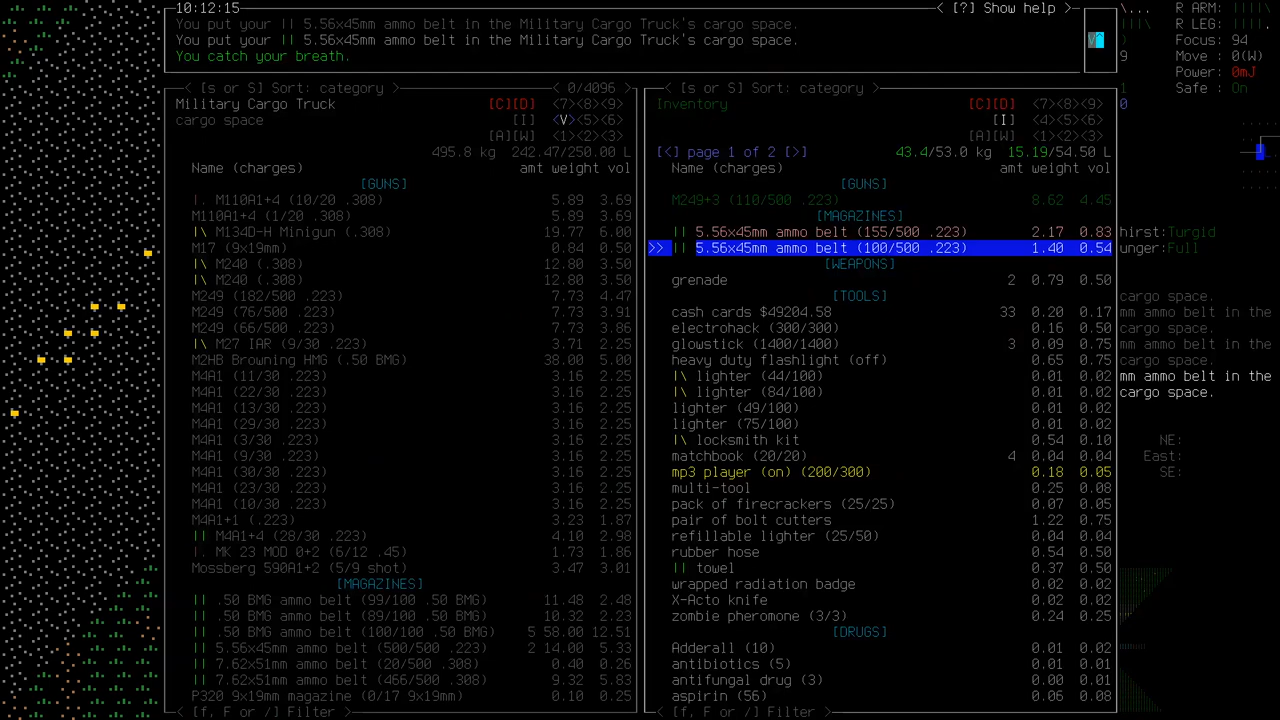 10:12:15
< [?] Show help >
\...
R ARM:
You put your || 5.56x45mm ammo belt in the Military Cargo Truck's cargo space.
R LEG:
You put your || 5.56x45mm ammo belt in the Military Cargo Truck's cargo space.
Focus: 94
You catch your breath.
9
Move : 0(W)
Power: 0mJ
< [s or S] Sort: category >
< 0/4096 >
< [s or S] Sort: category >
1
Safe : On
Military Cargo Truck [C][D] <7><8><9>
Inventory [C][D] <7><8><9>
0
cargo space [I] <V><5><6>
[I] <4><5><6>
[A][W] <1><2><3>
[A][W] <1><2><3>
495.8 kg 242.47/250.00 L
[<] page 1 of 2 [>] 43.4/53.0 kg 15.19/54.50 L
Name (charges) amt weight vol
Name (charges) amt weight vol
[GUNS]
[GUNS]
|. M110A1+4 (10/20 .308) 5.89 3.69
M249+3 (110/500 .223) 8.62 4.45
M110A1+4 (1/20 .308) 5.89 3.69
[MAGAZINES]
|\ M134D-H Minigun (.308) 19.77 6.00
|| 5.56x45mm ammo belt (155/500 .223) 2.17 0.83
hirst:Turgid
M17 (9x19mm) 0.84 0.50
>> || 5.56x45mm ammo belt (100/500 .223) 1.40 0.54
unger:Full
|\ M240 (.308) 12.80 3.50
[WEAPONS]
|\ M240 (.308) 12.80 3.50
grenade 2 0.79 0.50
M249 (182/500 .223) 7.73 4.47
[TOOLS]
cargo space.
M249 (76/500 .223) 7.73 3.91
cash cards $49204.58 33 0.20 0.17
mm ammo belt in the
M249 (66/500 .223) 7.73 3.86
electrohack (300/300) 0.16 0.50
cargo space.
|\ M27 IAR (9/30 .223) 3.71 2.25
glowstick (1400/1400) 3 0.09 0.75
mm ammo belt in the
M2HB Browning HMG (.50 BMG) 38.00 5.00
heavy duty flashlight (off) 0.65 0.75
cargo space.
M4A1 (11/30 .223) 3.16 2.25
|\ lighter (44/100) 0.01 0.02
mm ammo belt in the
M4A1 (22/30 .223) 3.16 2.25
|\ lighter (84/100) 0.01 0.02
cargo space.
M4A1 (13/30 .223) 3.16 2.25
lighter (49/100) 0.01 0.02
M4A1 (29/30 .223) 3.16 2.25
lighter (75/100) 0.01 0.02
M4A1 (3/30 .223) 3.16 2.25
|\ locksmith kit 0.54 0.10
NE:
M4A1 (9/30 .223) 3.16 2.25
matchbook (20/20) 4 0.04 0.04
East:
M4A1 (30/30 .223) 3.16 2.25
mp3 player (on) (200/300) 0.18 0.05
SE:
M4A1 (23/30 .223) 3.16 2.25
multi-tool 0.25 0.08
M4A1 (10/30 .223) 3.16 2.25
pack of firecrackers (25/25) 0.07 0.05
M4A1+1 (.223) 3.23 1.87
pair of bolt cutters 1.22 0.75
|| M4A1+4 (28/30 .223) 4.10 2.98
refillable lighter (25/50) 0.04 0.04
|. MK 23 MOD 0+2 (6/12 .45) 1.73 1.86
rubber hose 0.54 0.50
Mossberg 590A1+2 (5/9 shot) 3.47 3.01
|| towel 0.37 0.50
[MAGAZINES]
wrapped radiation badge 0.02 0.02
|| .50 BMG ammo belt (99/100 .50 BMG) 11.48 2.48
X-Acto knife 0.02 0.02
|| .50 BMG ammo belt (89/100 .50 BMG) 10.32 2.23
zombie pheromone (3/3) 0.24 0.25
|| .50 BMG ammo belt (100/100 .50 BMG) 5 58.00 12.51
[DRUGS]
|| 5.56x45mm ammo belt (500/500 .223) 2 14.00 5.33
Adderall (10) 0.01 0.02
|| 7.62x51mm ammo belt (20/500 .308) 0.40 0.26
antibiotics (5) 0.01 0.01
|| 7.62x51mm ammo belt (466/500 .308) 9.32 5.83
antifungal drug (3) 0.00 0.01
P320 9x19mm magazine (0/17 9x19mm) 0.10 0.25
aspirin (56) 0.06 0.08
< [f, F or /] Filter >
< [f, F or /] Filter >